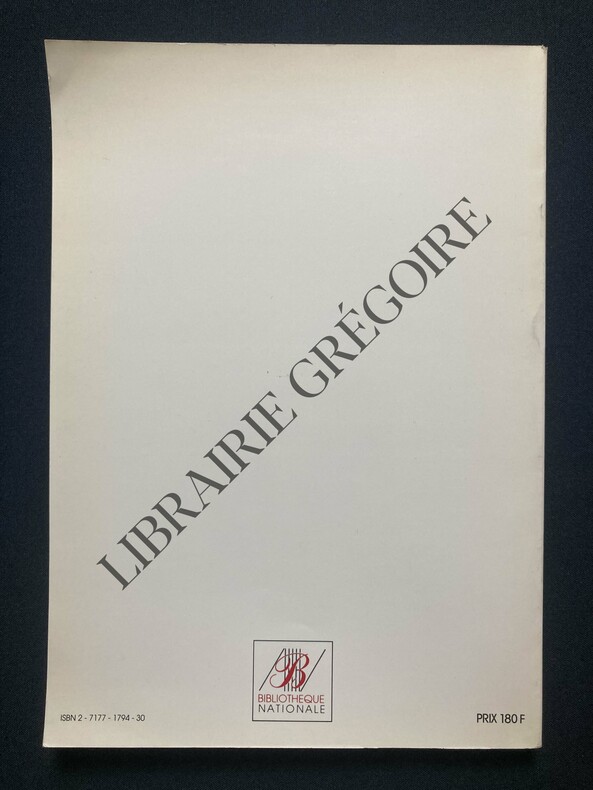 LIBRAIRIE GRÉGOIRE
B
BIBLIOTHEQUE
NATIONALE
ISBN 2 - 7177 - 1794 - 30
PRIX 180 F